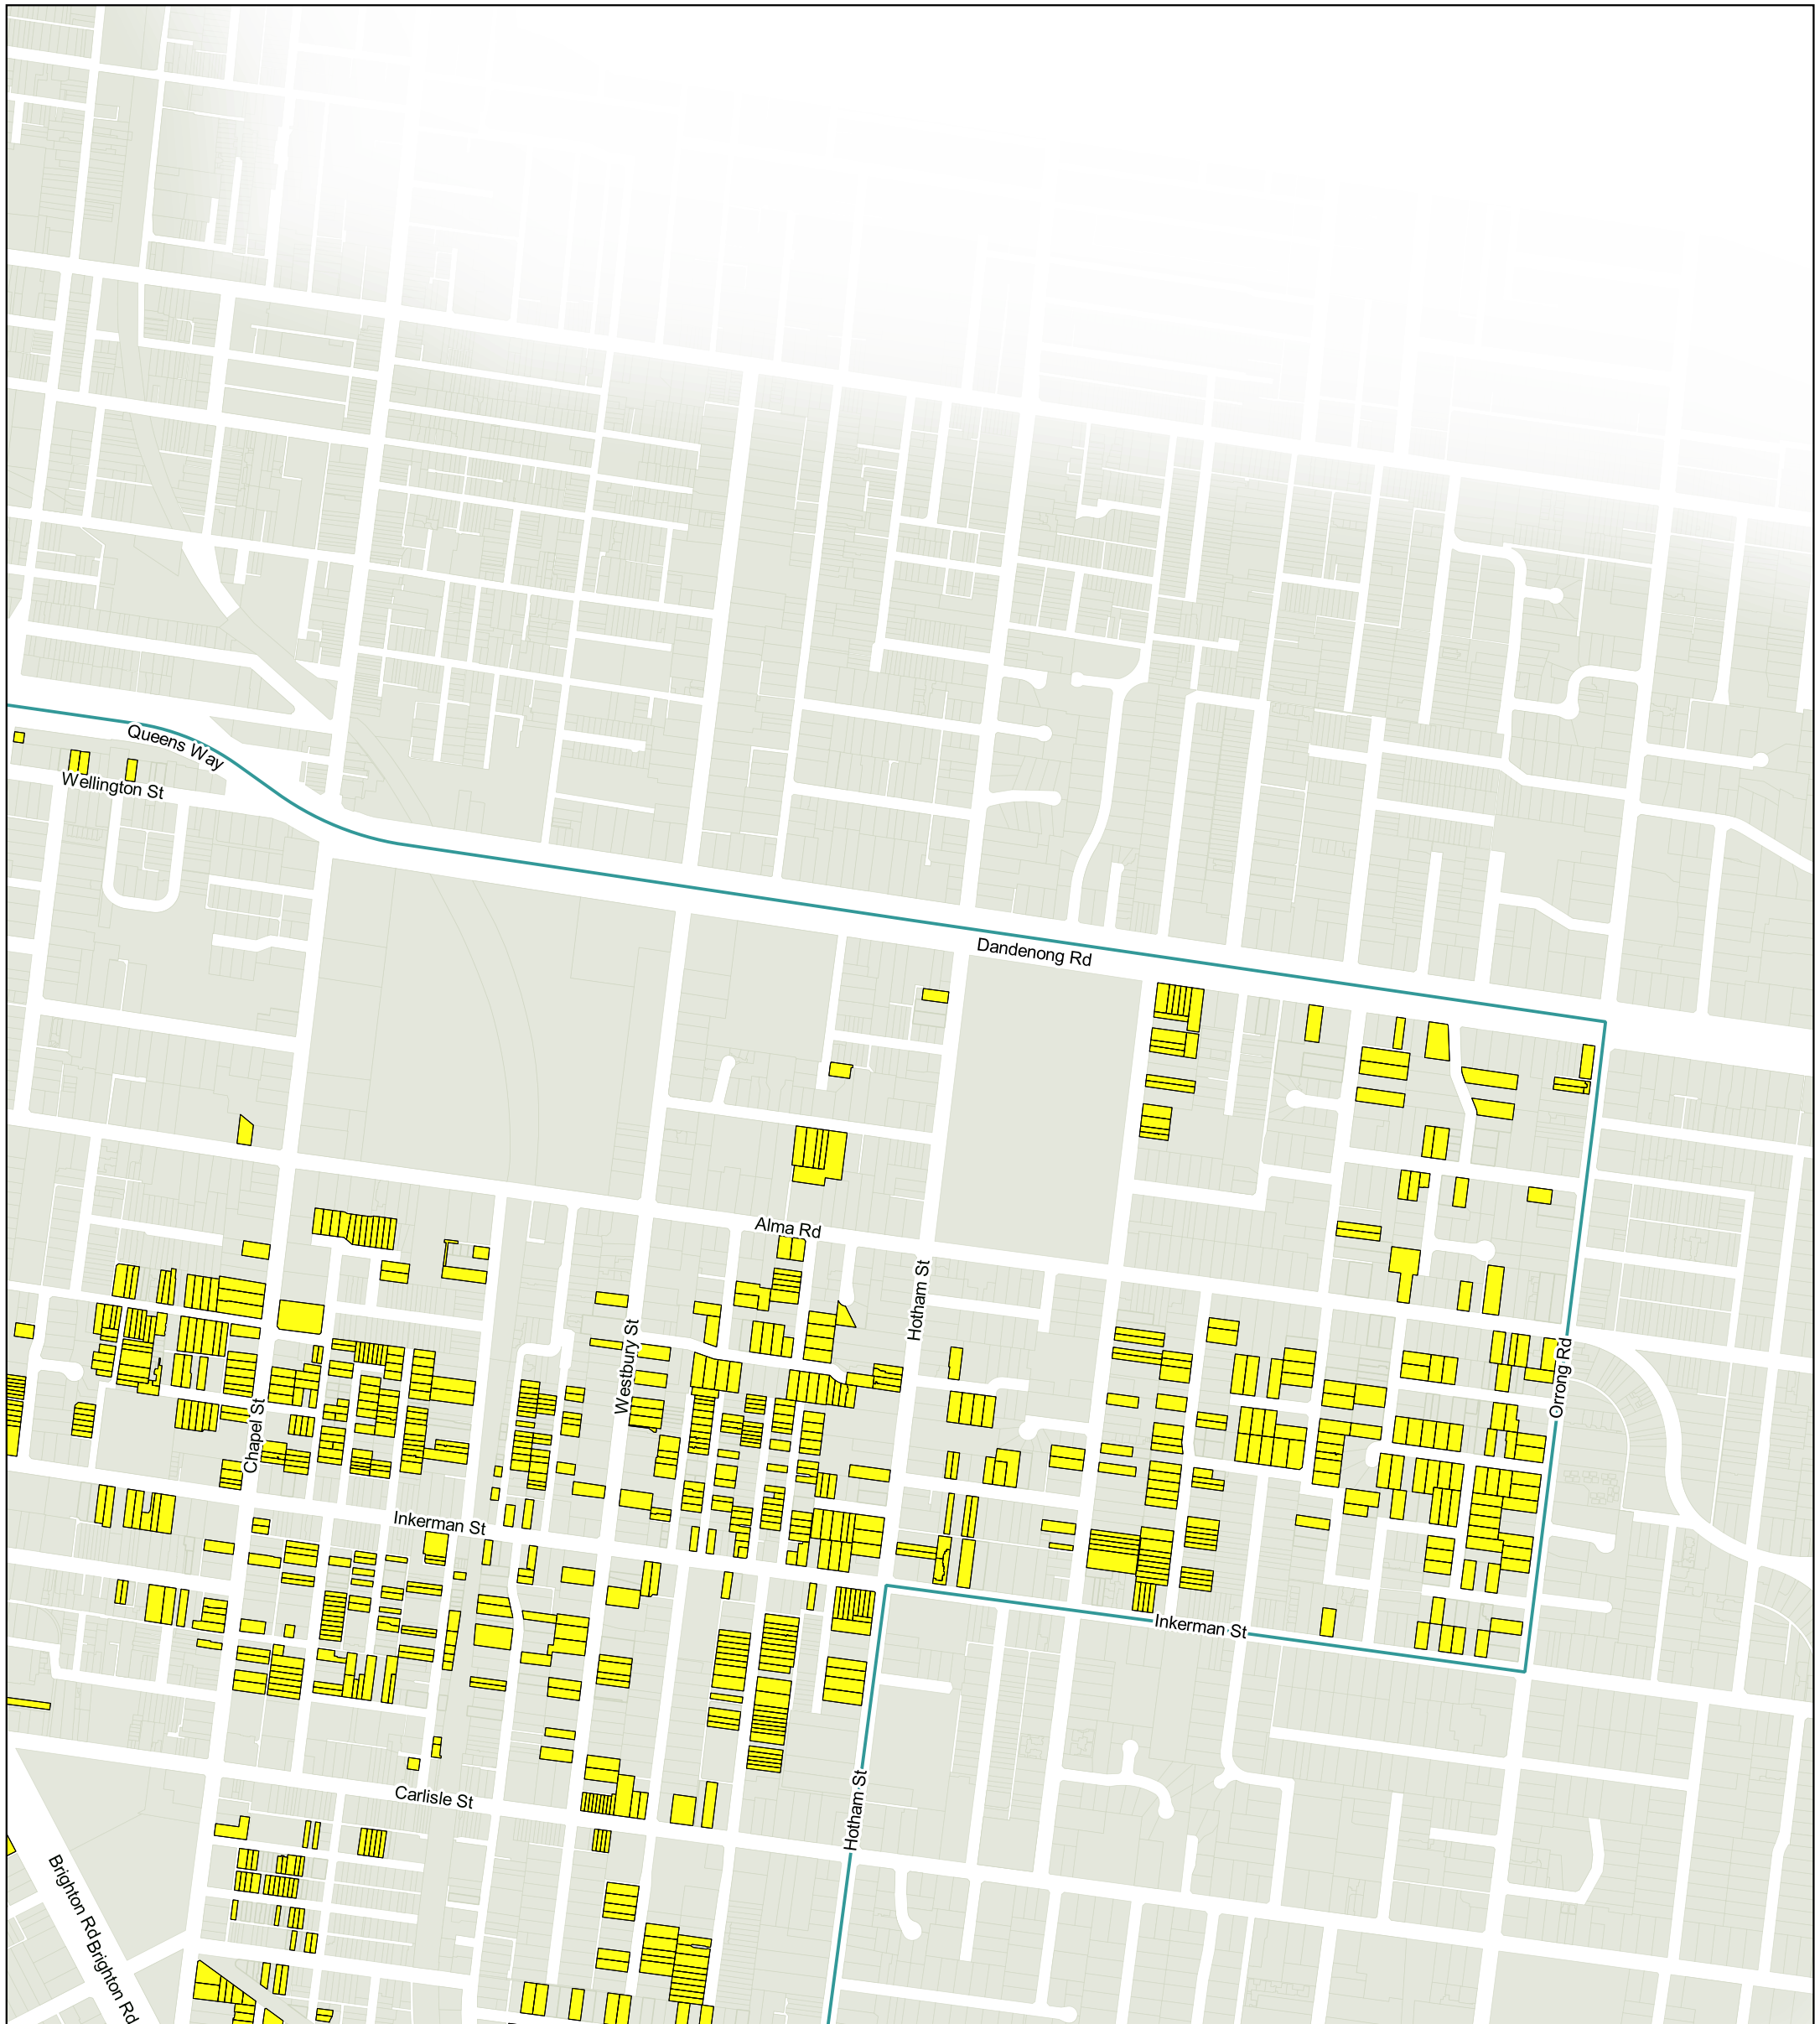 Queens Way
Wellington St
Dandenong Rd
Alma Rd
Hotham St
Westbury St
Orrong Rd
Chapel St
Inkerman St
Inkerman St
Carlisle St
Hotham St
Brighton Rd
Brighton Rd